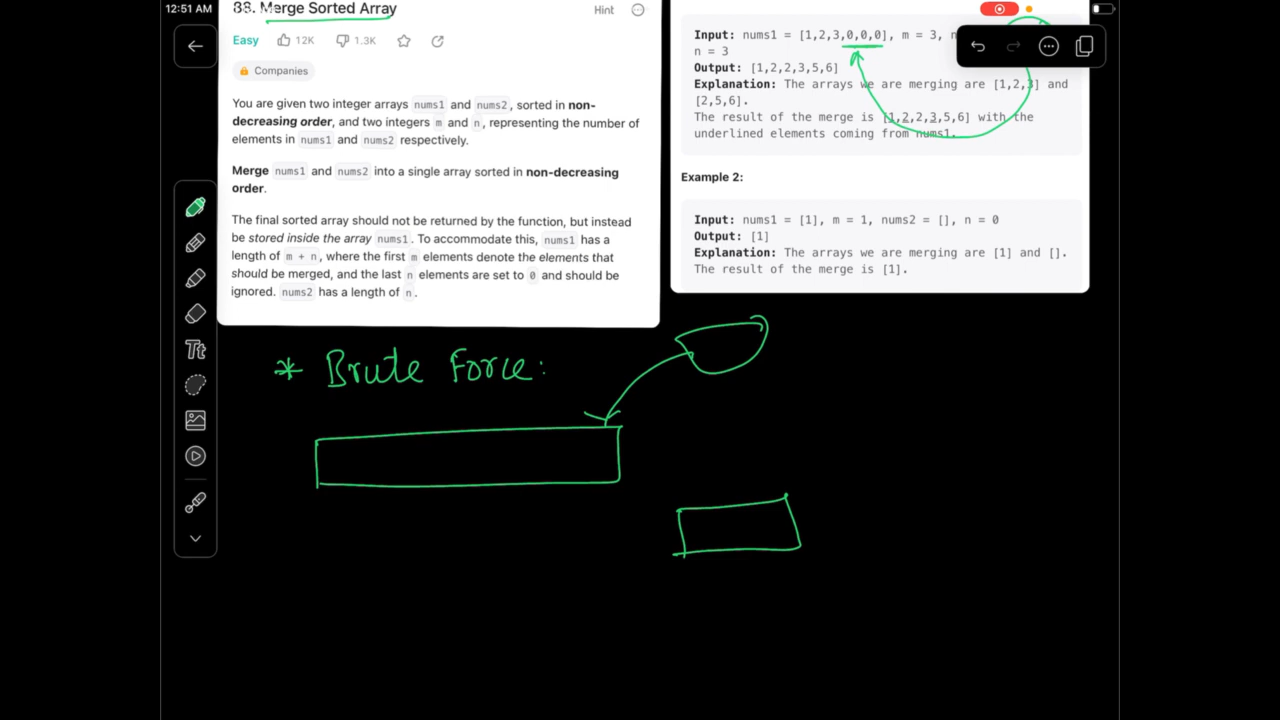 12:51 AM
88. Merge Sorted Array
Hint
Easy 12K 1.3K
Companies
You are given two integer arrays nums1 and nums2, sorted in non-
decreasing order, and two integers m and n, representing the number of
elements in nums1 and nums2 respectively.
Merge nums1 and nums2 into a single array sorted in non-decreasing
order.
The final sorted array should not be returned by the function, but instead
be stored inside the array nums1. To accommodate this, nums1 has a
length of m + n, where the first m elements denote the elements that
should be merged, and the last n elements are set to 0 and should be
ignored. nums2 has a length of n.
Input: nums1 = [1,2,3,0,0,0], m = 3,
n = 3
Output: [1,2,2,3,5,6]
Explanation: The arrays we are merging are [1,2,3] and
[2,5,6].
The result of the merge is [1,2,2,3,5,6] with the
underlined elements coming from nums1.
Example 2:
Input: nums1 = [1], m = 1, nums2 = [], n = 0
Output: [1]
Explanation: The arrays we are merging are [1] and [].
The result of the merge is [1].
* Brute Force:
Tt